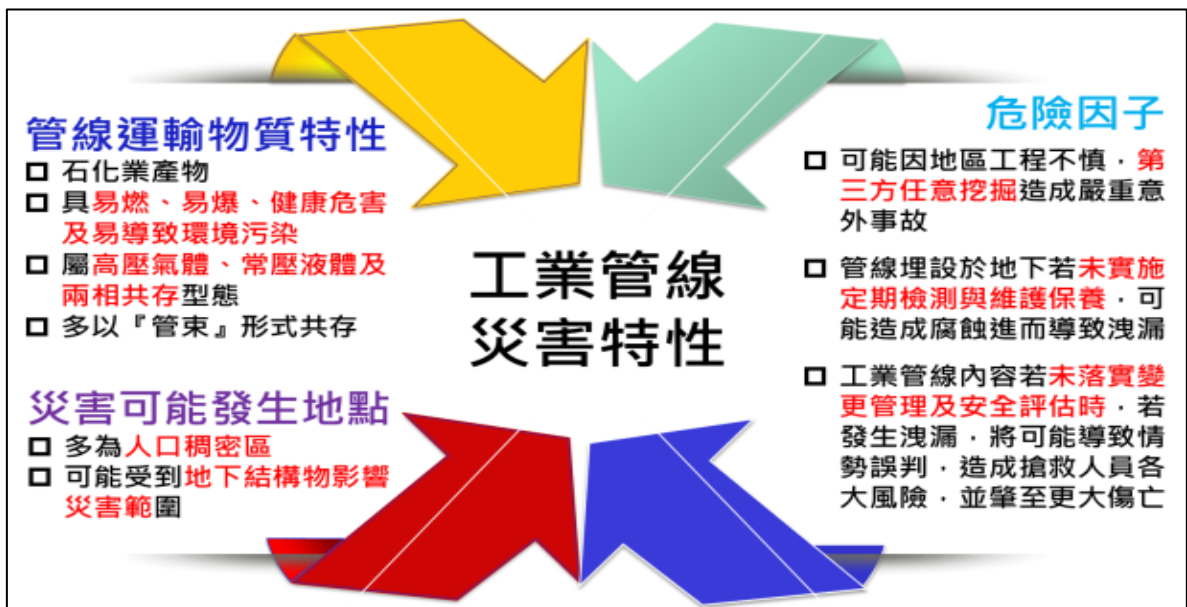 管線運輸物質特性
石化業產物
具易燃、易爆、健康危害
及易導致環境污染
屬高壓氣體、常壓液體及
兩相共存型態
多以『管束』形式共存
災害可能發生地點
多為人口稠密區
可能受到地下結構物影響
災害範圍
工業管線
災害特性
危險因子
可能因地區工程不慎，第
三方任意挖掘造成嚴重意
外事故
管線埋設於地下若未實施
定期檢測與維護保養，可
能造成腐蝕進而導致洩漏
工業管線內容若未落實變
更管理及安全評估時，若
發生洩漏，將可能導致情
勢誤判，造成搶救人員各
大風險，並肇至更大傷亡